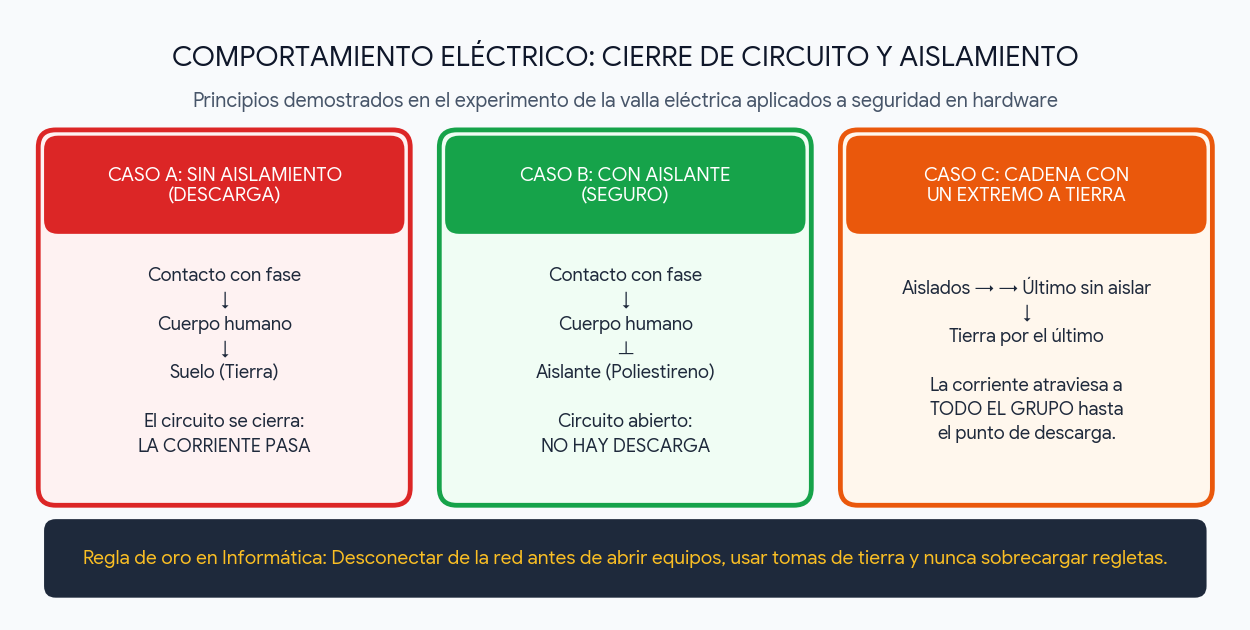 COMPORTAMIENTO ELÉCTRICO: CIERRE DE CIRCUITO Y AISLAMIENTO
Principios demostrados en el experimento de la valla eléctrica aplicados a seguridad en hardware
CASO A: SIN AISLAMIENTO
(DESCARGA)
Contacto con fase
↓
Cuerpo humano
↓
Suelo (Tierra)
El circuito se cierra:
LA CORRIENTE PASA
CASO B: CON AISLANTE
(SEGURO)
Contacto con fase
↓
Cuerpo humano
⊥
Aislante (Poliestireno)
Circuito abierto:
NO HAY DESCARGA
CASO C: CADENA CON
UN EXTREMO A TIERRA
Aislados → → Último sin aislar
↓
Tierra por el último
La corriente atraviesa a
TODO EL GRUPO hasta
el punto de descarga.
Regla de oro en Informática: Desconectar de la red antes de abrir equipos, usar tomas de tierra y nunca sobrecargar regletas.